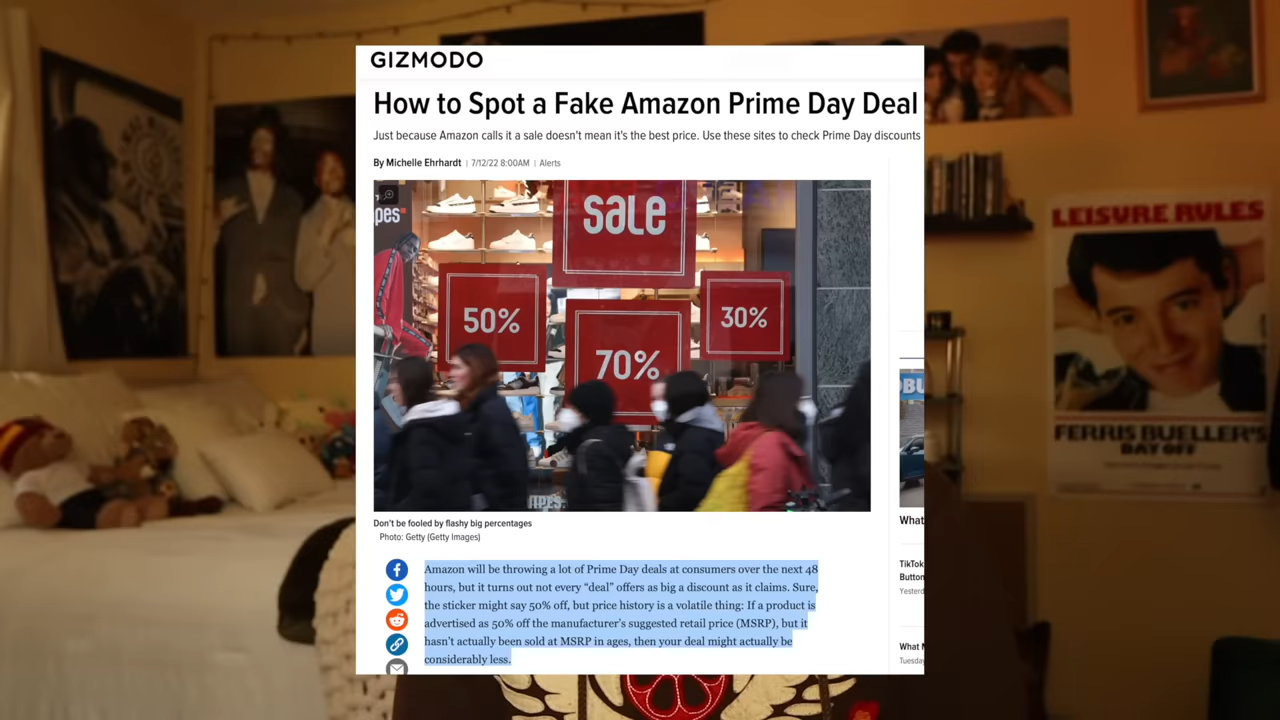 GIZMODO
How to Spot a Fake Amazon Prime Day Deal
Just because Amazon calls it a sale doesn't mean it's the best price. Use these sites to check Prime Day discounts
By Michelle Ehrhardt | 7/12/22 8:00AM | Alerts
pes
sale
50%
70%
30%
Don't be fooled by flashy big percentages
Photo: Getty (Getty Images)
Amazon will be throwing a lot of Prime Day deals at consumers over the next 48
hours, but it turns out not every “deal” offers as big a discount as it claims. Sure,
the sticker might say 50% off, but price history is a volatile thing: If a product is
advertised as 50% off the manufacturer’s suggested retail price (MSRP), but it
hasn’t actually been sold at MSRP in ages, then your deal might actually be
considerably less.
What
TikTok
Button
Yesterd
What M
Tuesday
LEISURE RULES
FERRIS BUELLER'S
DAY OFF